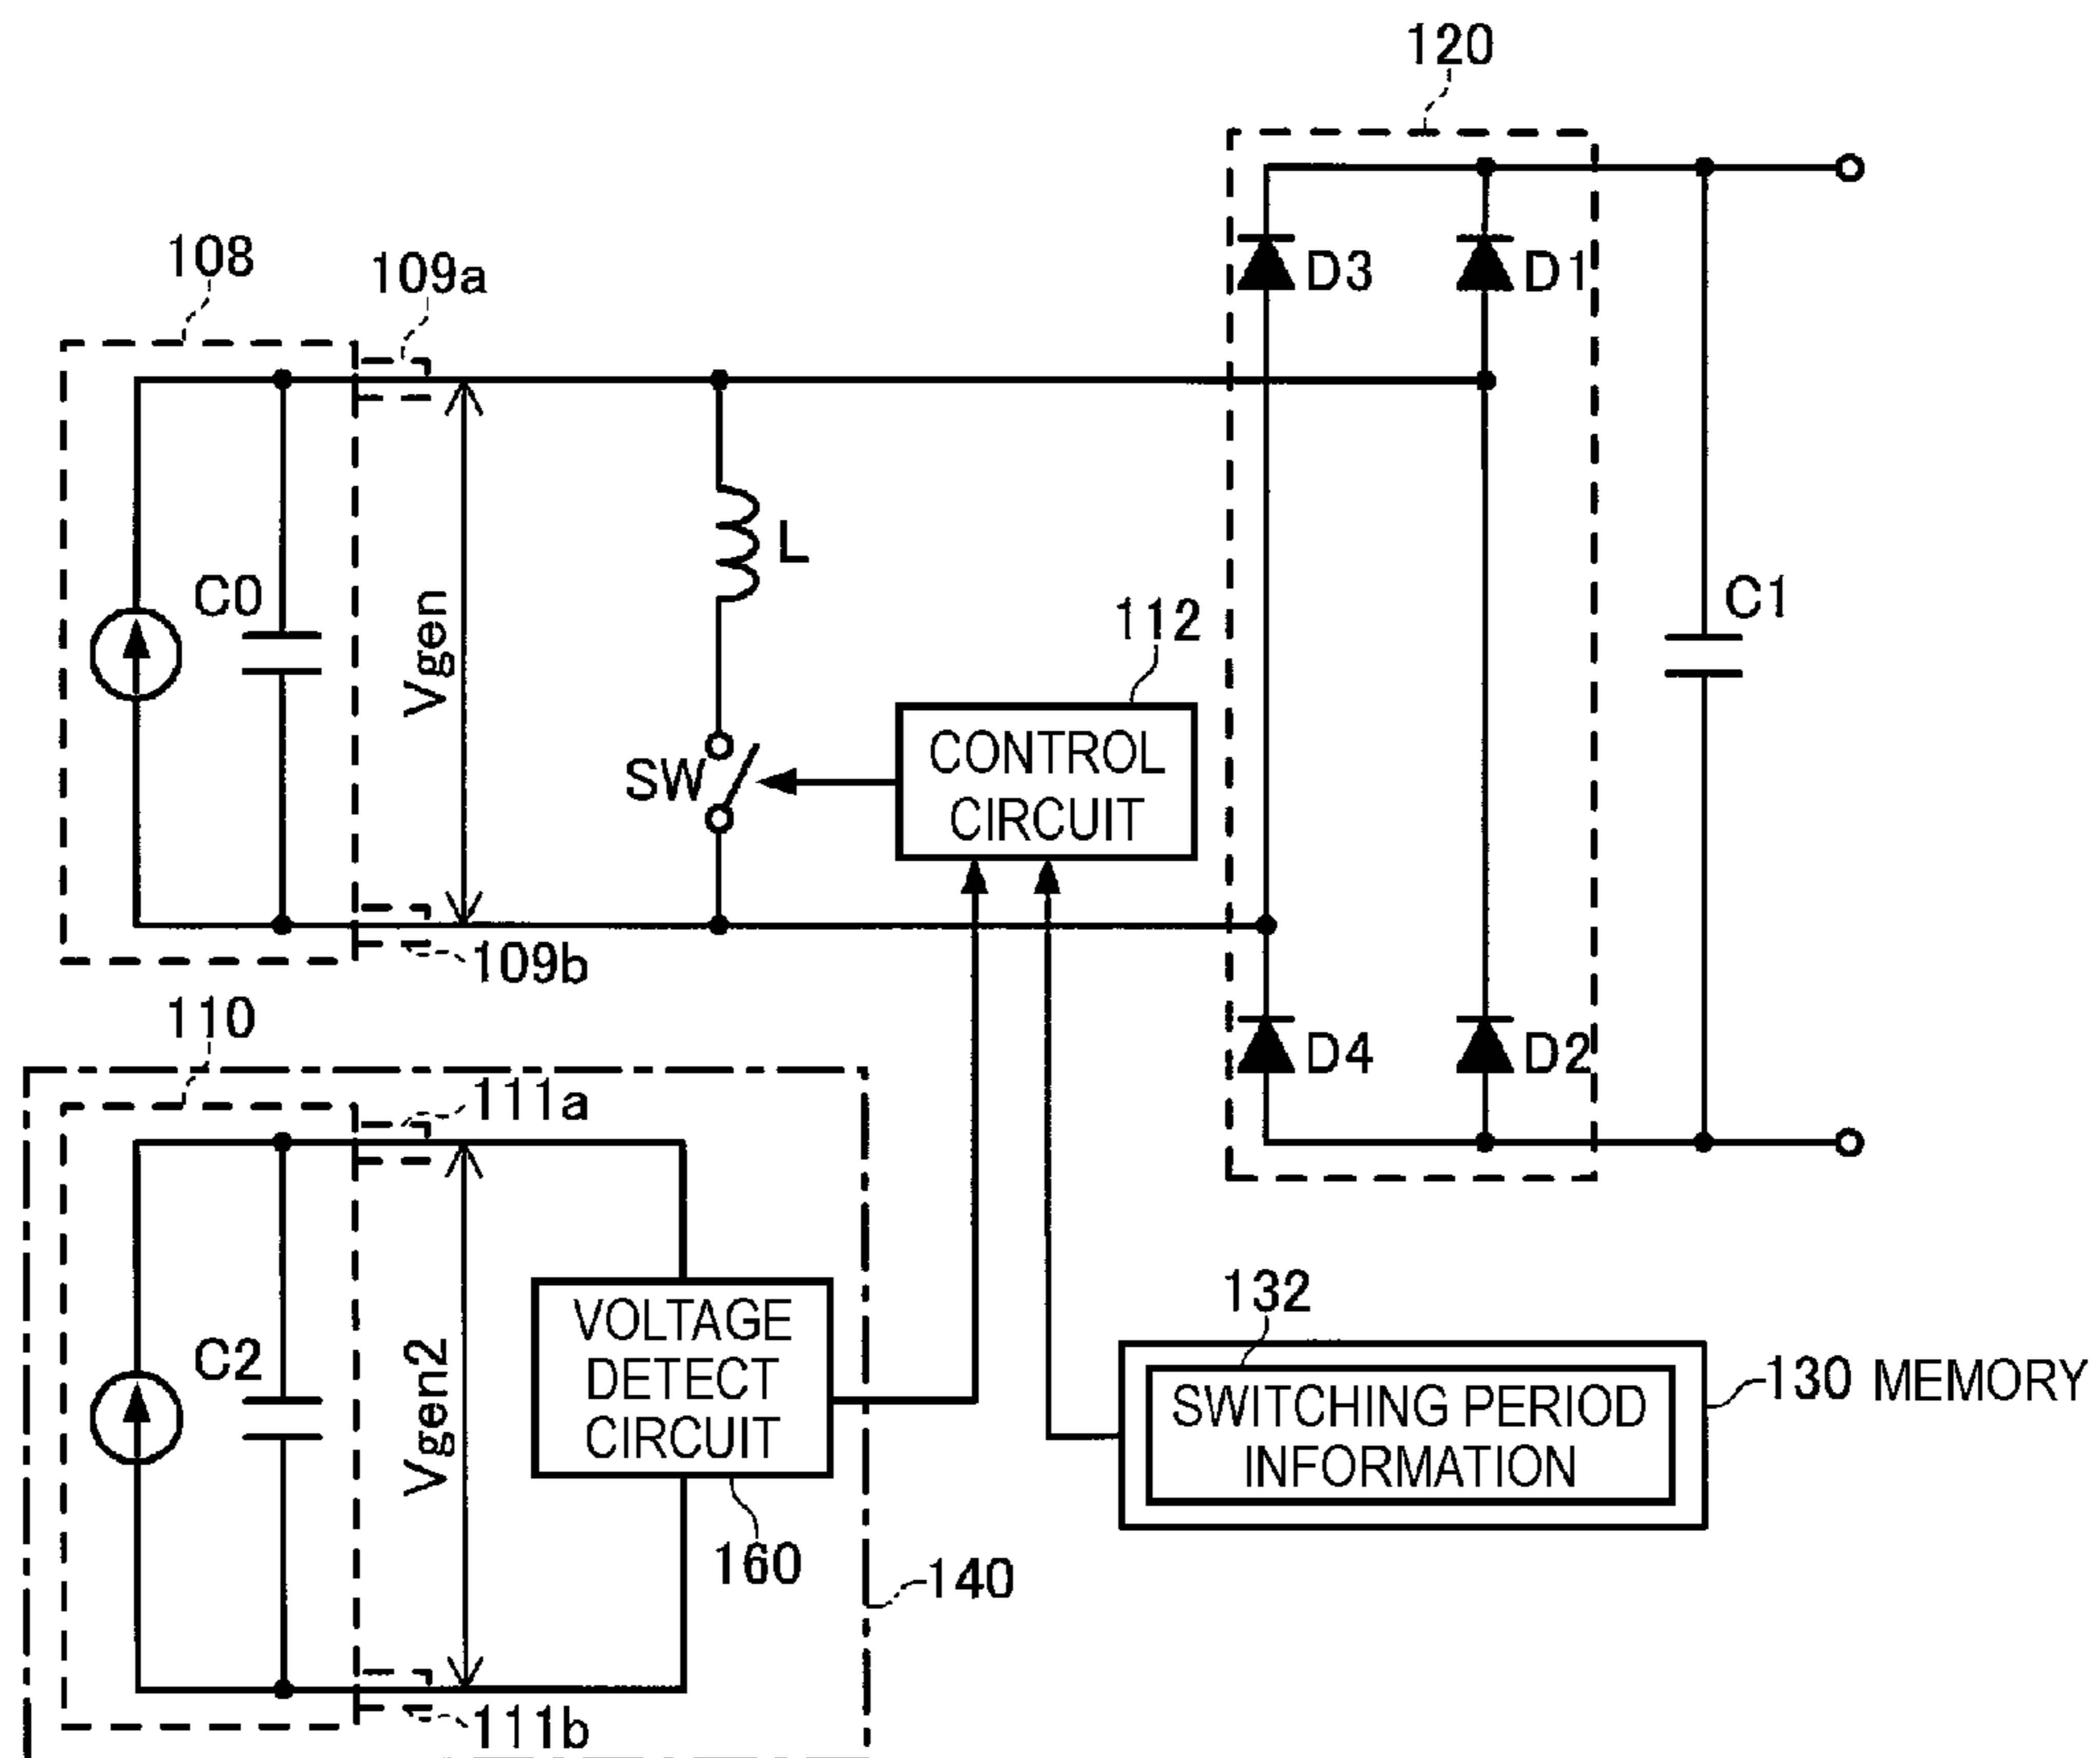 120
108
109a
D3
D1
C0
Vgen
L
112
C1
SW
CONTROL
CIRCUIT
109b
110
111a
D4
D2
132
VOLTAGE
DETECT
CIRCUIT
C2
Vgen2
130 MEMORY
SWITCHING PERIOD
INFORMATION
160
140
111b